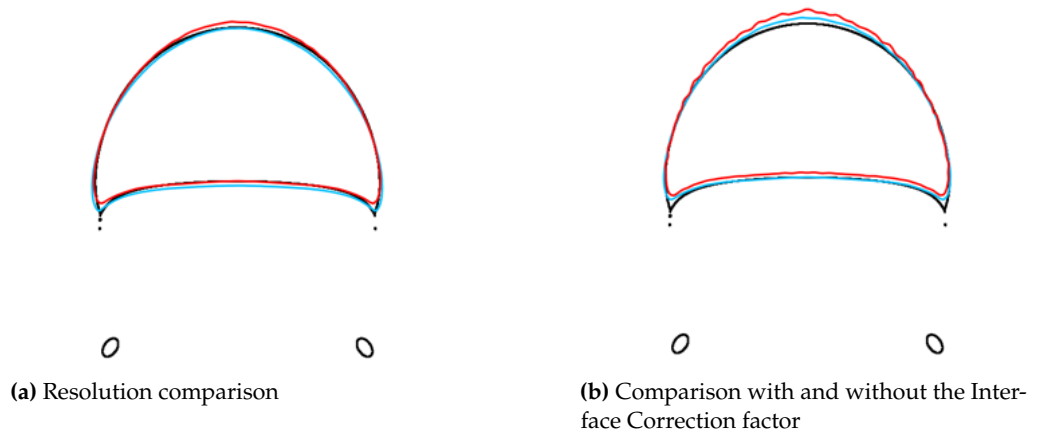 (a) Resolution comparison
(b) Comparison with and without the Inter-
face Correction factor